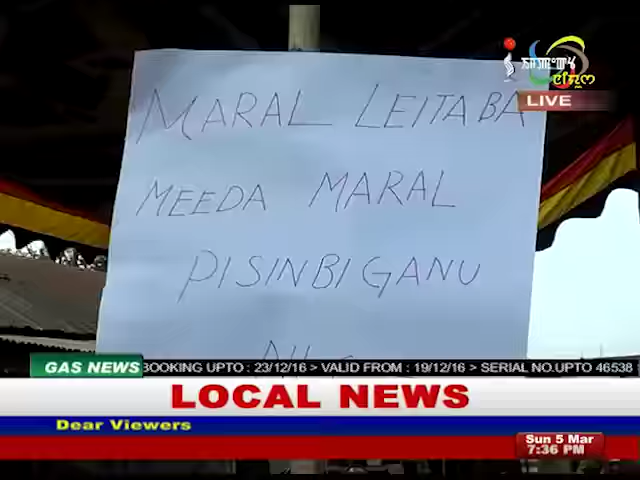 MARAL LEITABA
MEEDA MARAL
PISINBIGANU
LIVE
GAS NEWS
BOOKING UPTO : 23/12/16 > VALID FROM : 19/12/16 > SERIAL NO.UPTO 46538
LOCAL NEWS
Dear Viewers
Sun 5 Mar
7:36 PM